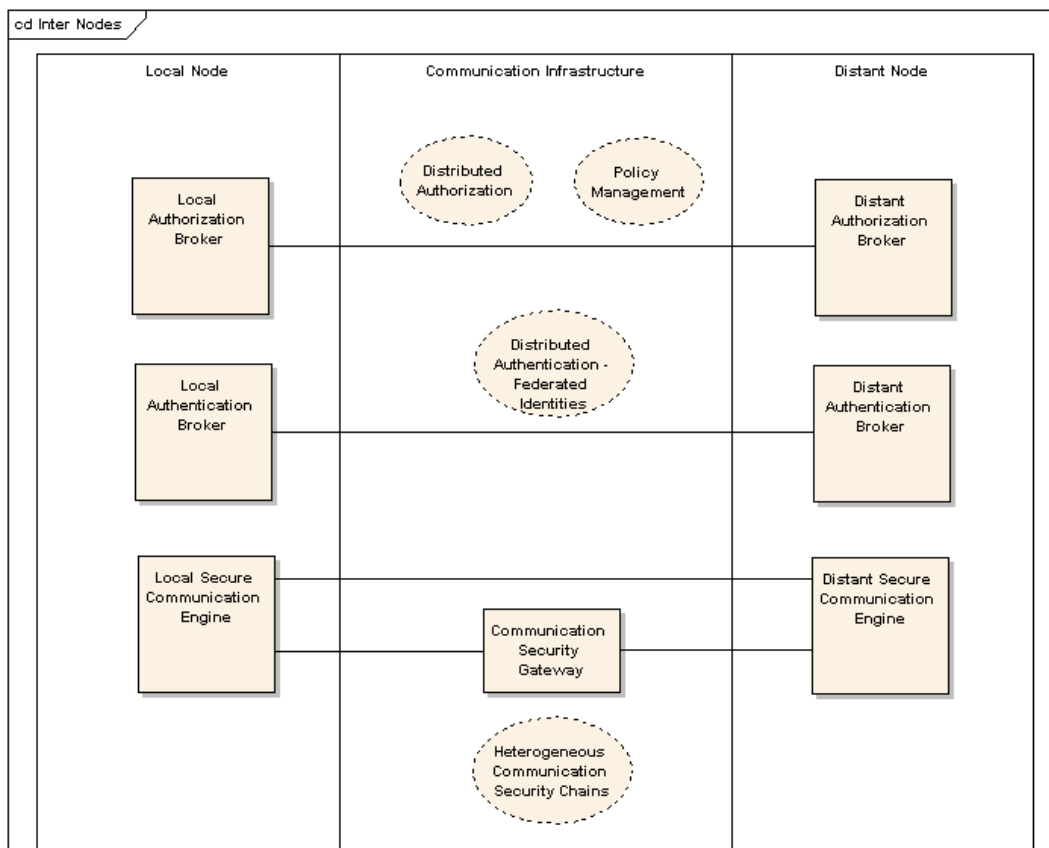 cd Inter Nodes
Local Node
Communication Infrastructure
Distant Node
Distributed
Authorization
Policy
Management
Local
Authorization
Broker
Distant
Authorization
Broker
Distributed
Authentication -
Federated
Identities
Local
Authentication
Broker
Distant
Authentication
Broker
Local Secure
Communication
Engine
Distant Secure
Communication
Engine
Communication
Security
Gateway
Heterogeneous
Communication
Security Chains